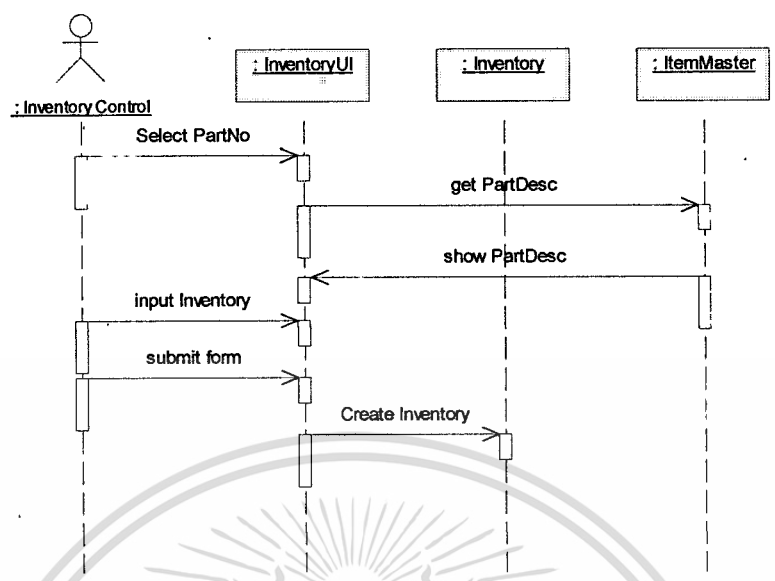 : InventoryUI
: Inventory
: ItemMaster
: Inventory Control
Select PartNo
get PartDesc
show PartDesc
input Inventory
submit form
Create Inventory